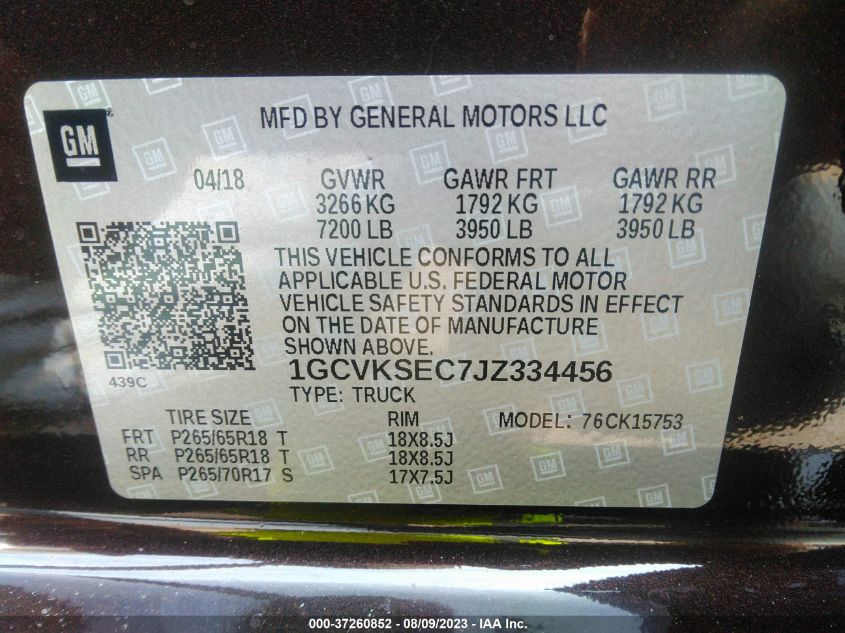 GM
MFD BY GENERAL MOTORS LLC
04/18 GVWR GAWR FRT GAWR RR
3266 KG 1792 KG 1792 KG
7200 LB 3950 LB 3950 LB
THIS VEHICLE CONFORMS TO ALL
APPLICABLE U.S. FEDERAL MOTOR
VEHICLE SAFETY STANDARDS IN EFFECT
ON THE DATE OF MANUFACTURE
SHOWN ABOVE.
1GCVKSEC7JZ334456
439C
TYPE: TRUCK
TIRE SIZE RIM MODEL: 76CK15753
FRT P265/65R18 T 18X8.5J
RR P265/65R18 T 18X8.5J
SPA P265/70R17 S 17X7.5J
000-37260852 / 08/09/2023 - IAA Inc.